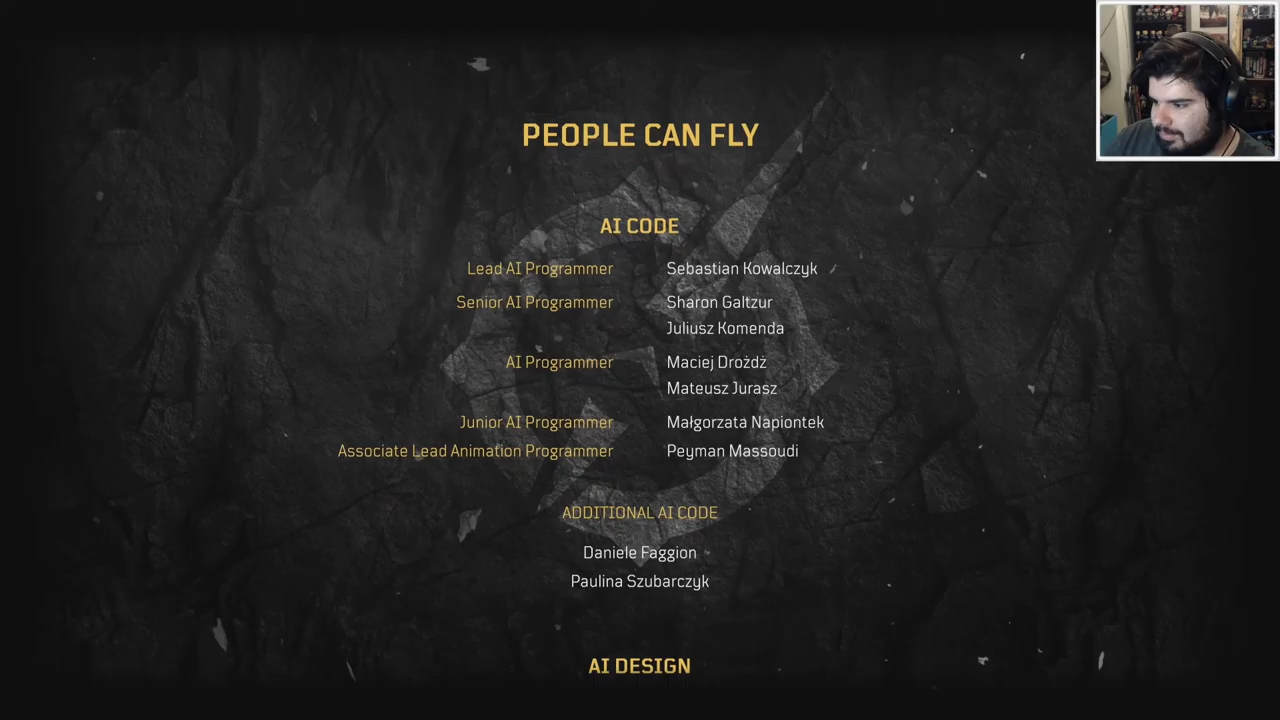 PEOPLE CAN FLY
AI CODE
Lead AI Programmer Sebastian Kowalczyk
Senior AI Programmer Sharon Galtzur
Juliusz Komenda
AI Programmer Maciej Drożdż
Mateusz Jurasz
Junior AI Programmer Małgorzata Napiontek
Associate Lead Animation Programmer Peyman Massoudi
ADDITIONAL AI CODE
Daniele Faggion
Paulina Szubarczyk
AI DESIGN